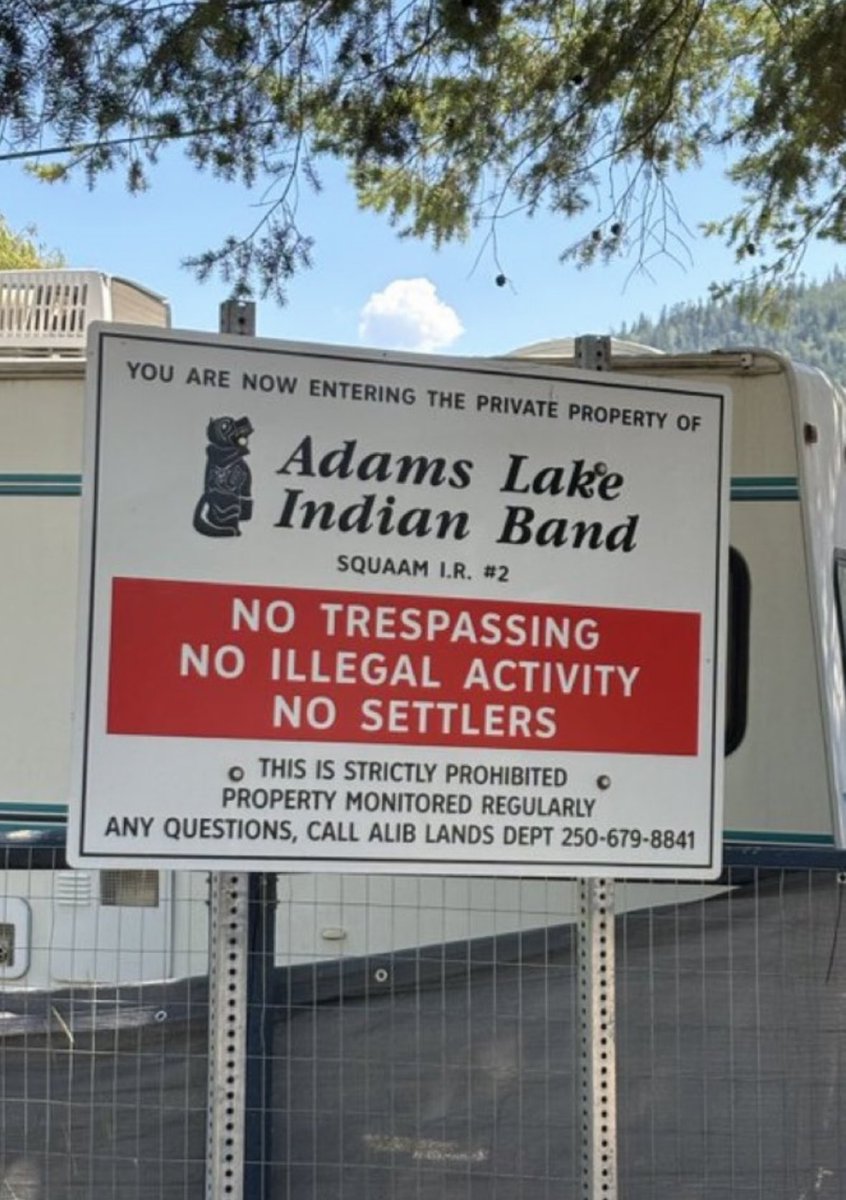 YOU ARE NOW ENTERING THE PRIVATE PROPERTY OF
Adams Lake
Indian Band
SQUAAM I.R. #2
NO TRESPASSING
NO ILLEGAL ACTIVITY
NO SETTLERS
THIS IS STRICTLY PROHIBITED
PROPERTY MONITORED REGULARLY
ANY QUESTIONS, CALL ALIB LANDS DEPT 250-679-8841